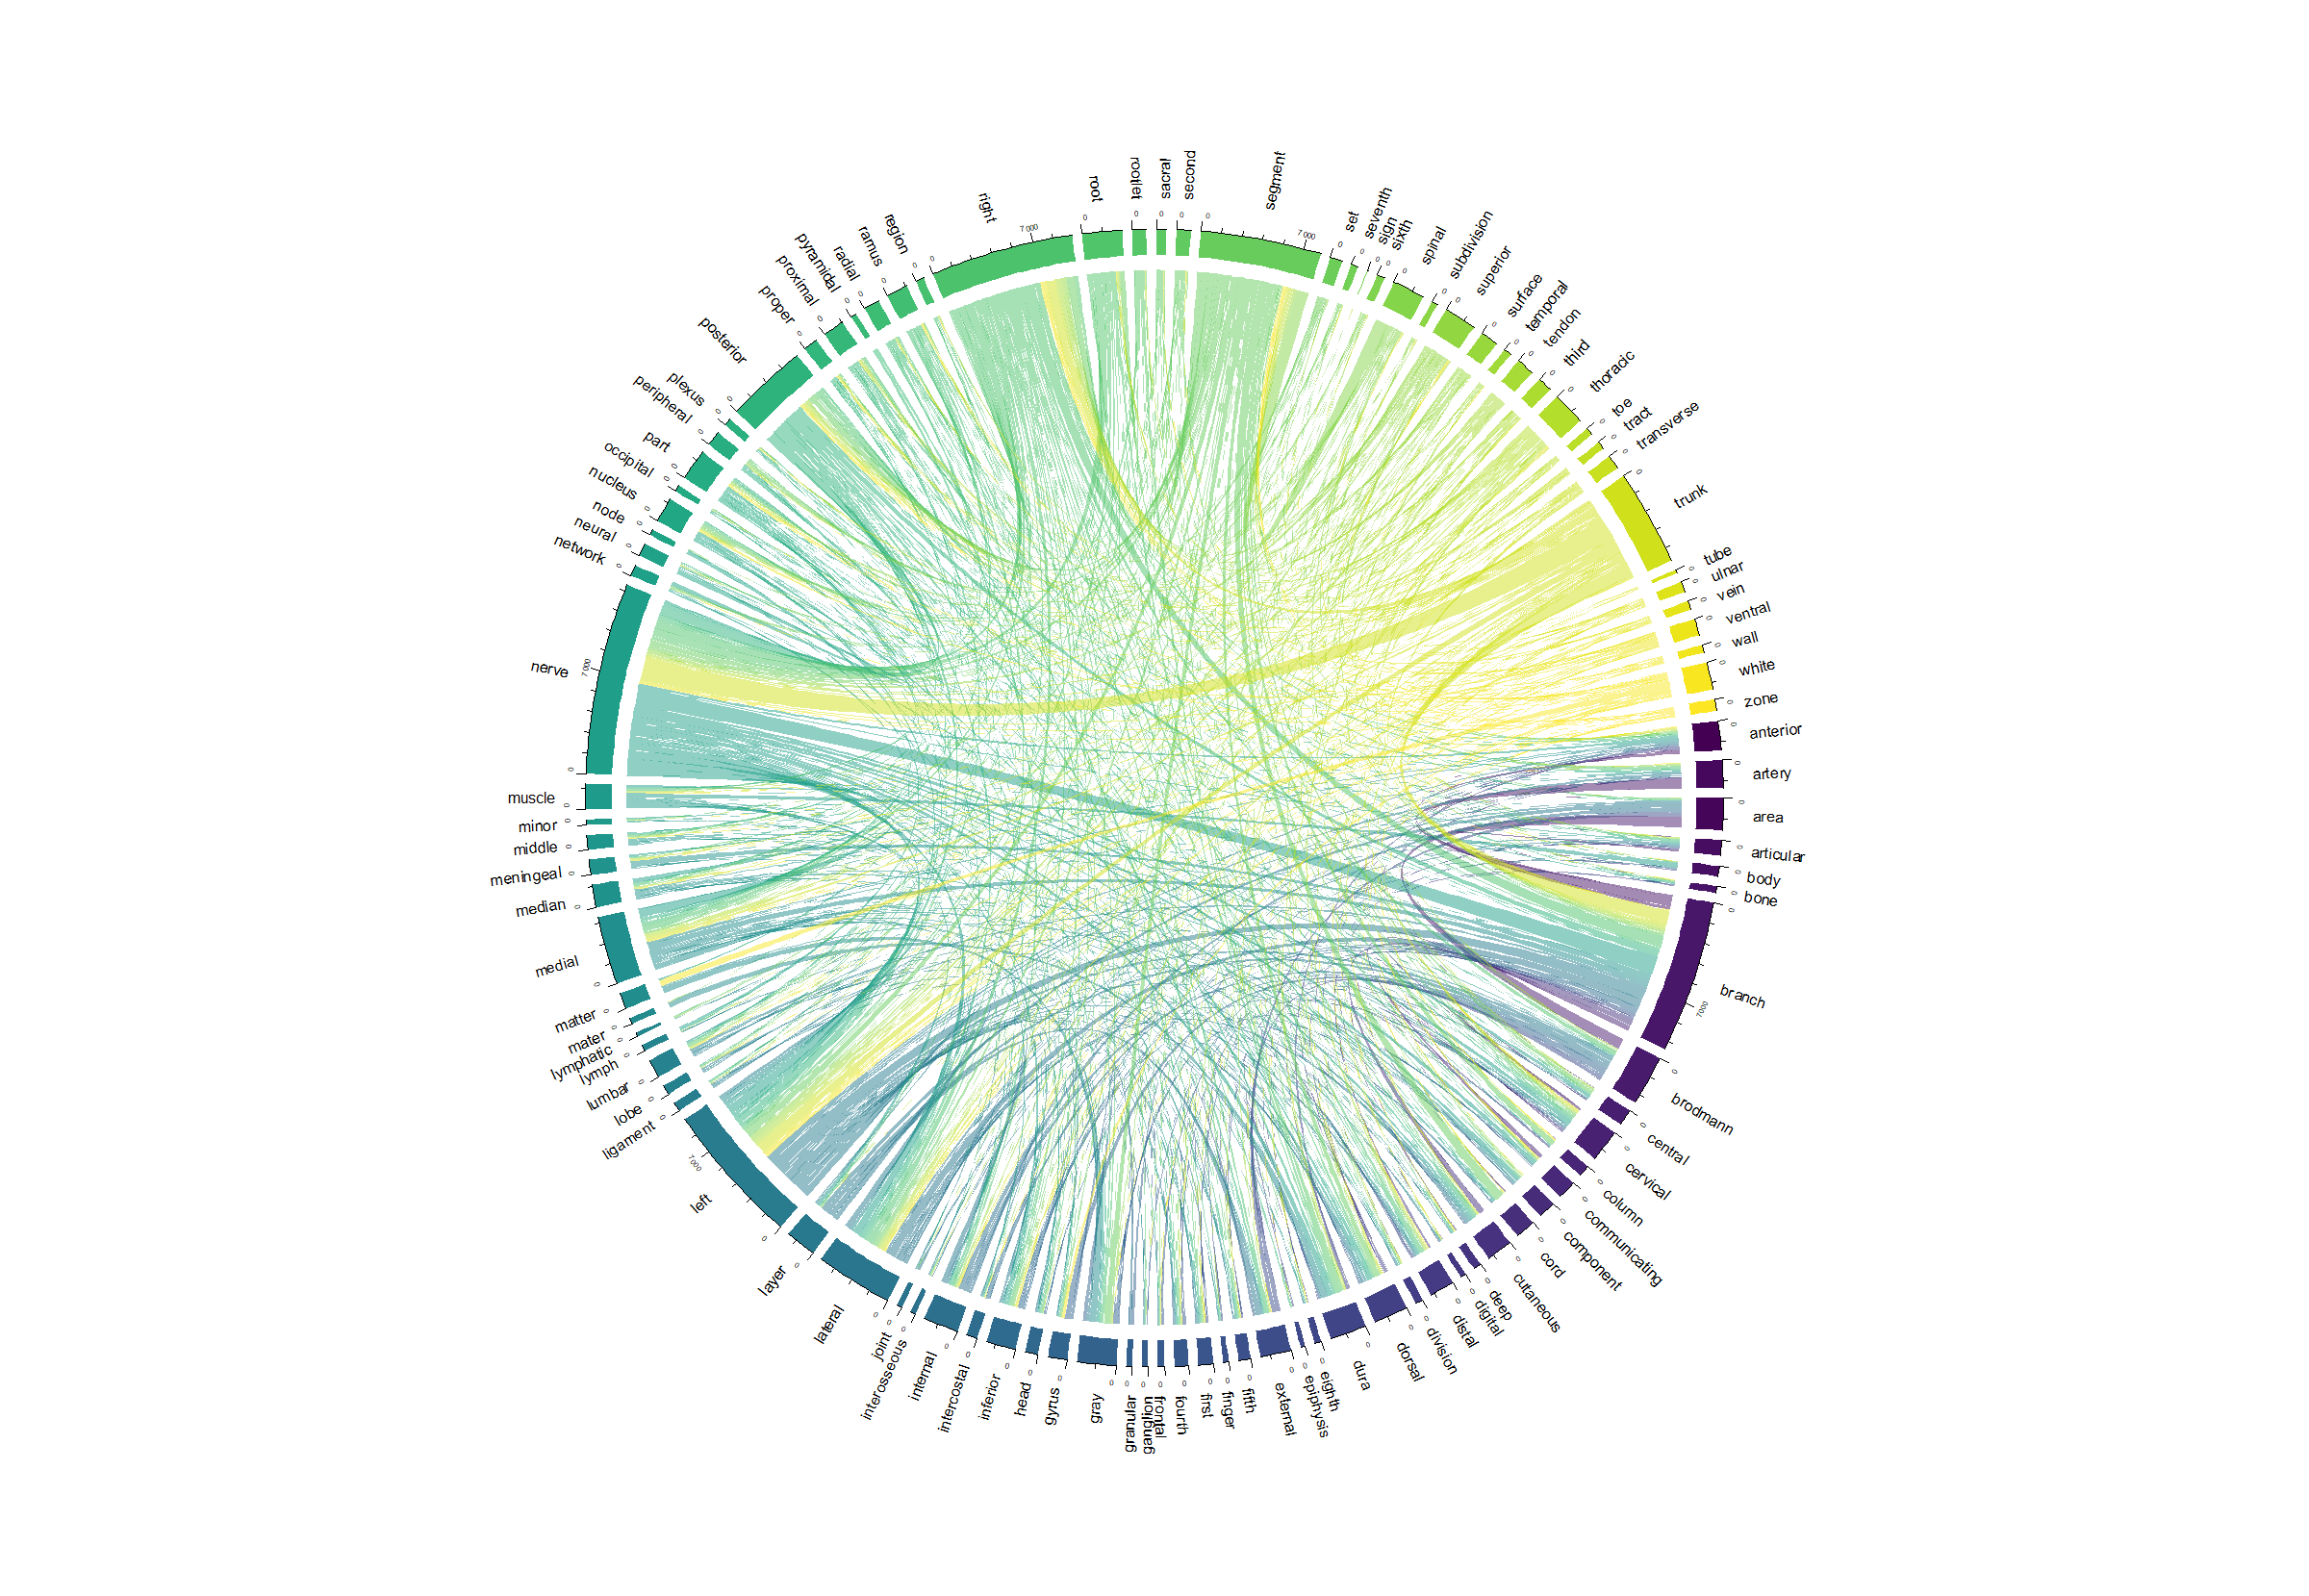 anterior
artery
area
articular
body
bone
branch
7000
brodmann
central
cervical
column
communicating
component
cord
cutaneous
deep
digital
distal
division
dorsal
dura
eighth
epiphysis
external
fifth
finger
first
fourth
frontal
ganglion
granular
gray
gyrus
head
inferior
intercostal
internal
interosseous
joint
lateral
layer
left
7000
ligament
lobe
lumbar
lymph
lymphatic
mater
matter
medial
median
meningeal
middle
minor
muscle
nerve
7000
network
neural
node
nucleus
occipital
part
peripheral
plexus
posterior
proper
proximal
pyramidal
radial
ramus
region
right
7000
root
rootlet
sacral
second
segment
7000
set
seventh
sign
sixth
spinal
subdivision
superior
surface
temporal
tendon
third
thoracic
toe
tract
transverse
trunk
tube
ulnar
vein
ventral
wall
white
zone